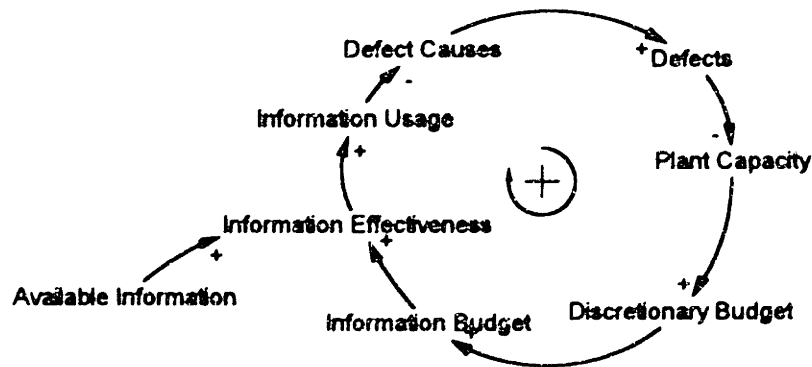 Defect Causes
+
Defects
-
Information Usage
-
+
Plant Capacity
+
Information Effectiveness
+
+
Available Information
+
Discretionary Budget
Information Budget
+